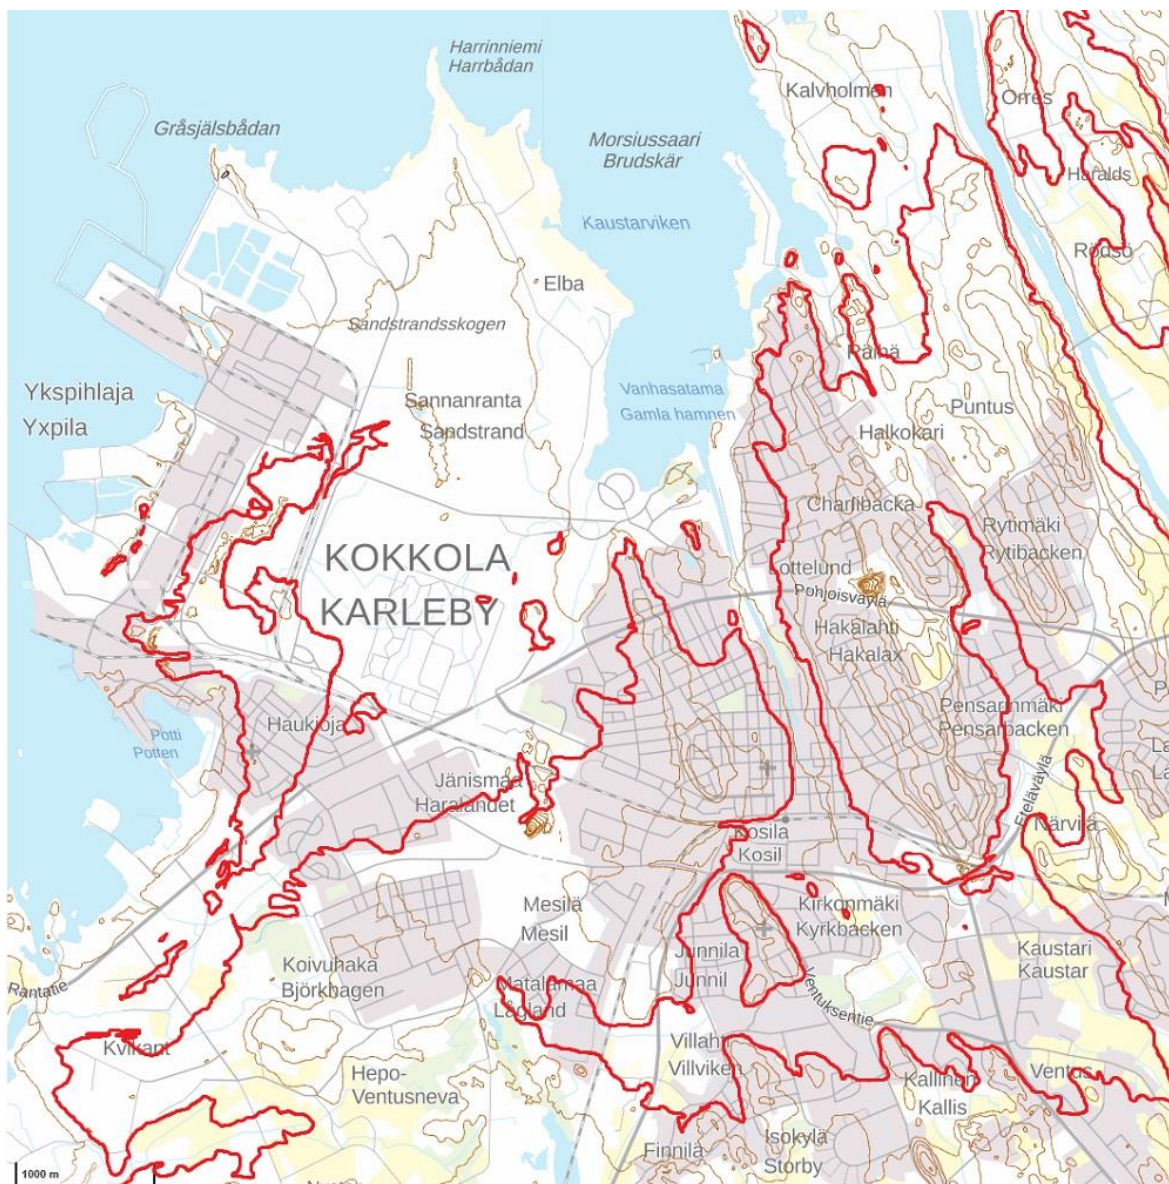 Harrinniemi
Harrbådan
Kalvholmen
Orres
Gråsjälsbådan
Morsiussaari
Brudskär
Haralds
Kaustarviken
Rödsö
Elba
Sandstrandsskogen
Ykspihlaja
Yxpila
Vanhasatama
Gamla hamnen
Sannanranta
Sandstrand
Puntus
Halkokari
Charlibacka
Rytimäki
Rytibacken
KOKKOLA
KARLEBY
Lottelund
Pohjoisväylä
Hakalahti
Hakalax
Potti
Potten
Haukioja
Pensarinmäki
Pensarbacken
Jänismaa
Haralandet
Eteläväylä
Närvilä
Kosila
Kosil
Mesilä
Mesil
Kirkonmäki
Kyrkbacken
Koivuhaka
Björkhagen
Junnila
Junnil
Kaustari
Kaustar
Rantatie
Matalamaa
Lågland
Ventuksentie
Kvikant
Villahti
Villviken
Hepo-
Ventusneva
Kallinen
Kallis
Ventus
Finnilä
Isokylä
Storby
1000 m